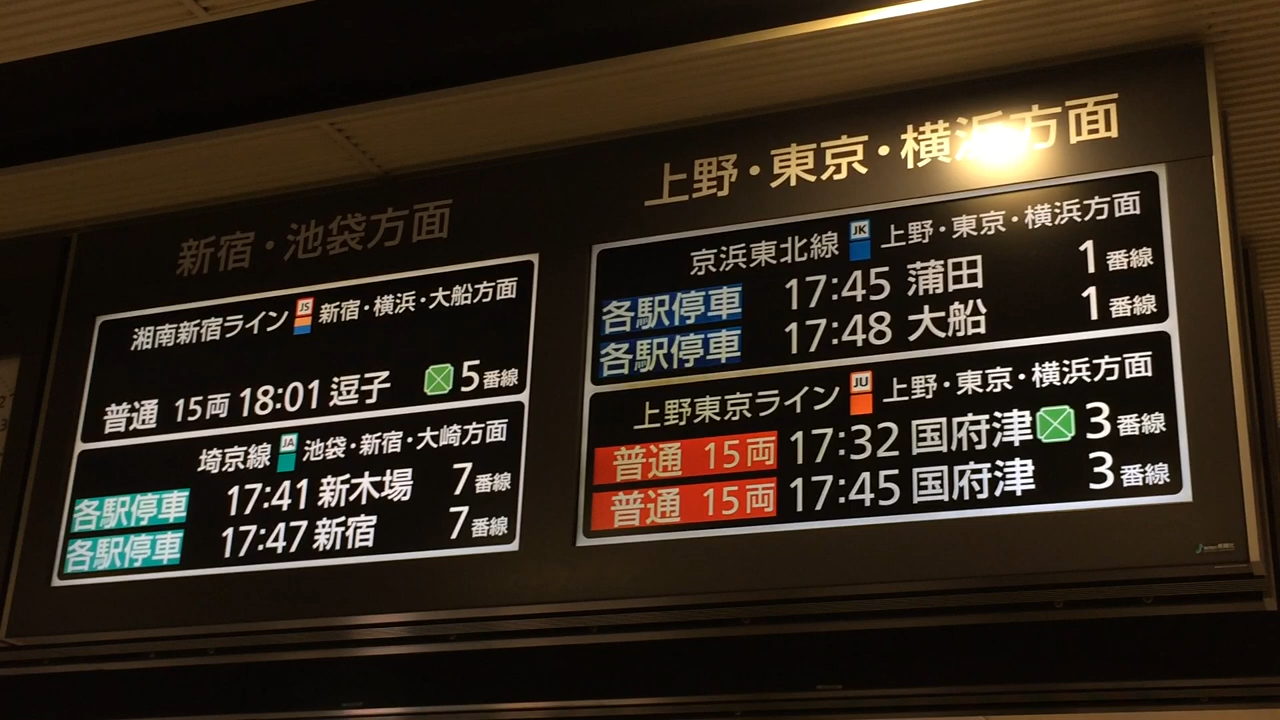 新宿・池袋方面
湘南新宿ライン JS 新宿・横浜・大船方面
普通 15両 18:01 逗子 5番線
埼京線 JA 池袋・新宿・大崎方面
各駅停車 17:41 新木場 7番線
各駅停車 17:47 新宿 7番線
上野・東京・横浜方面
京浜東北線 JK 上野・東京・横浜方面
各駅停車 17:45 蒲田 1番線
各駅停車 17:48 大船 1番線
上野東京ライン JU 上野・東京・横浜方面
普通 15両 17:32 国府津 3番線
普通 15両 17:45 国府津 3番線